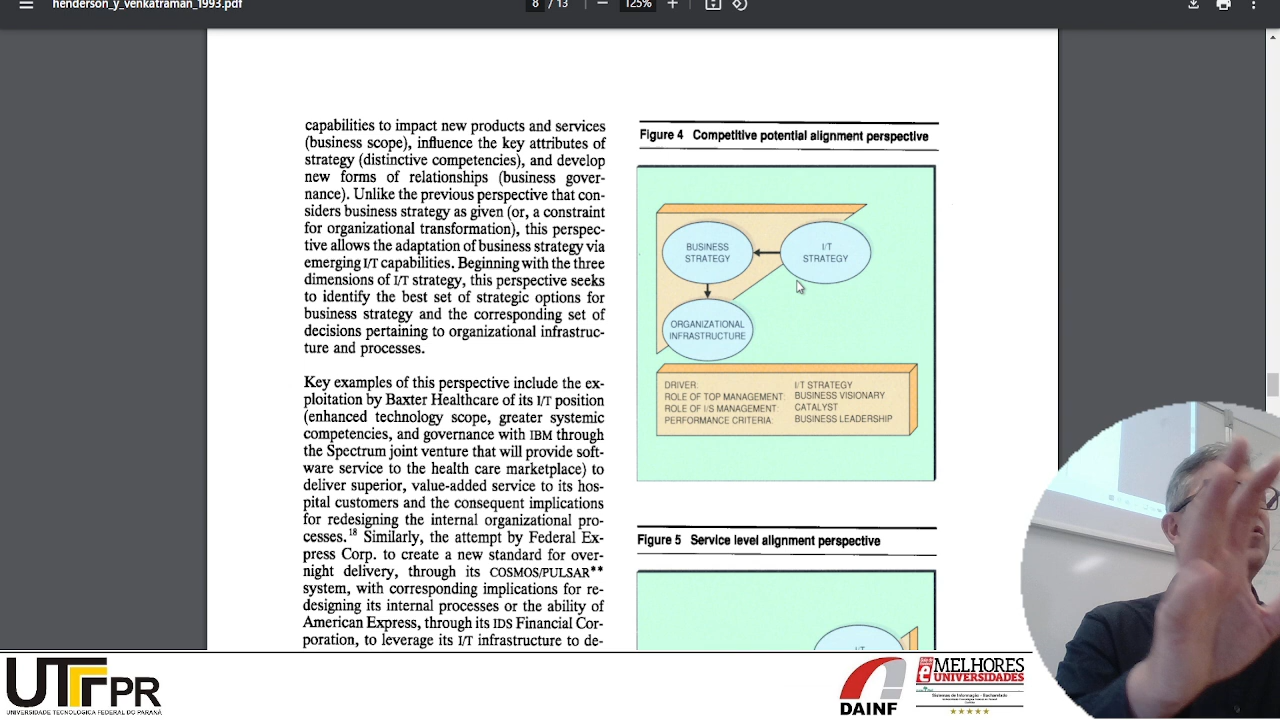 henderson_y_venkatraman_1993.pdf
8 / 13
125%
capabilities to impact new products and services
(business scope), influence the key attributes of
strategy (distinctive competencies), and develop
new forms of relationships (business gover-
nance). Unlike the previous perspective that con-
siders business strategy as given (or, a constraint
for organizational transformation), this perspec-
tive allows the adaptation of business strategy via
emerging I/T capabilities. Beginning with the three
dimensions of I/T strategy, this perspective seeks
to identify the best set of strategic options for
business strategy and the corresponding set of
decisions pertaining to organizational infrastruc-
ture and processes.
Key examples of this perspective include the ex-
ploitation by Baxter Healthcare of its I/T position
(enhanced technology scope, greater systemic
competencies, and governance with IBM through
the Spectrum joint venture that will provide soft-
ware service to the health care marketplace) to
deliver superior, value-added service to its hos-
pital customers and the consequent implications
for redesigning the internal organizational pro-
cesses.18 Similarly, the attempt by Federal Ex-
press Corp. to create a new standard for over-
night delivery, through its COSMOS/PULSAR**
system, with corresponding implications for re-
designing its internal processes or the ability of
American Express, through its IDS Financial Cor-
poration, to leverage its I/T infrastructure to de-
Figure 4 Competitive potential alignment perspective
BUSINESS
STRATEGY
I/T
STRATEGY
ORGANIZATIONAL
INFRASTRUCTURE
DRIVER: I/T STRATEGY
ROLE OF TOP MANAGEMENT: BUSINESS VISIONARY
ROLE OF I/S MANAGEMENT: CATALYST
PERFORMANCE CRITERIA: BUSINESS LEADERSHIP
Figure 5 Service level alignment perspective
I/T
UTFPR
UNIVERSIDADE TECNOLÓGICA FEDERAL DO PARANÁ
DAINF
MELHORES
UNIVERSIDADES
Sistemas de Informação - Bacharelado